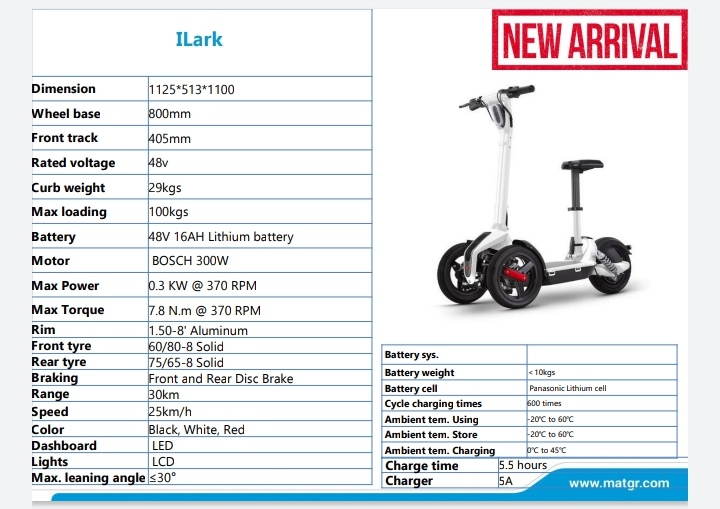 ILark
NEW ARRIVAL
Dimension 1125*513*1100
Wheel base 800mm
Front track 405mm
Rated voltage 48v
Curb weight 29kgs
Max loading 100kgs
Battery 48V 16AH Lithium battery
Motor BOSCH 300W
Max Power 0.3 KW @ 370 RPM
Max Torque 7.8 N.m @ 370 RPM
Rim 1.50-8' Aluminum
Front tyre 60/80-8 Solid
Rear tyre 75/65-8 Solid
Braking Front and Rear Disc Brake
Range 30km
Speed 25km/h
Color Black, White, Red
Dashboard LED
Lights LCD
Max. leaning angle ≤30°
Battery sys.
Battery weight <10kgs
Battery cell Panasonic Lithium cell
Cycle charging times 600 times
Ambient tem. Using -20℃ to 60℃
Ambient tem. Store -20℃ to 60℃
Ambient tem. Charging 0℃ to 45℃
Charge time 5.5 hours
Charger 5A
www.matgr.com